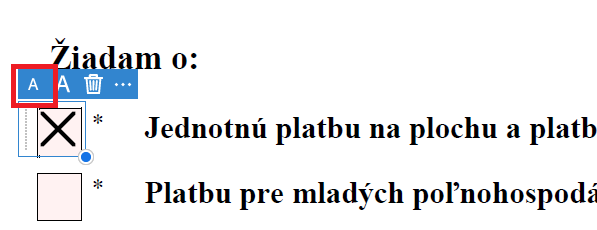 Žiadam o:
A A ...
* Jednotnú platbu na plochu a platb
* Platbu pre mladých poľnohospodá